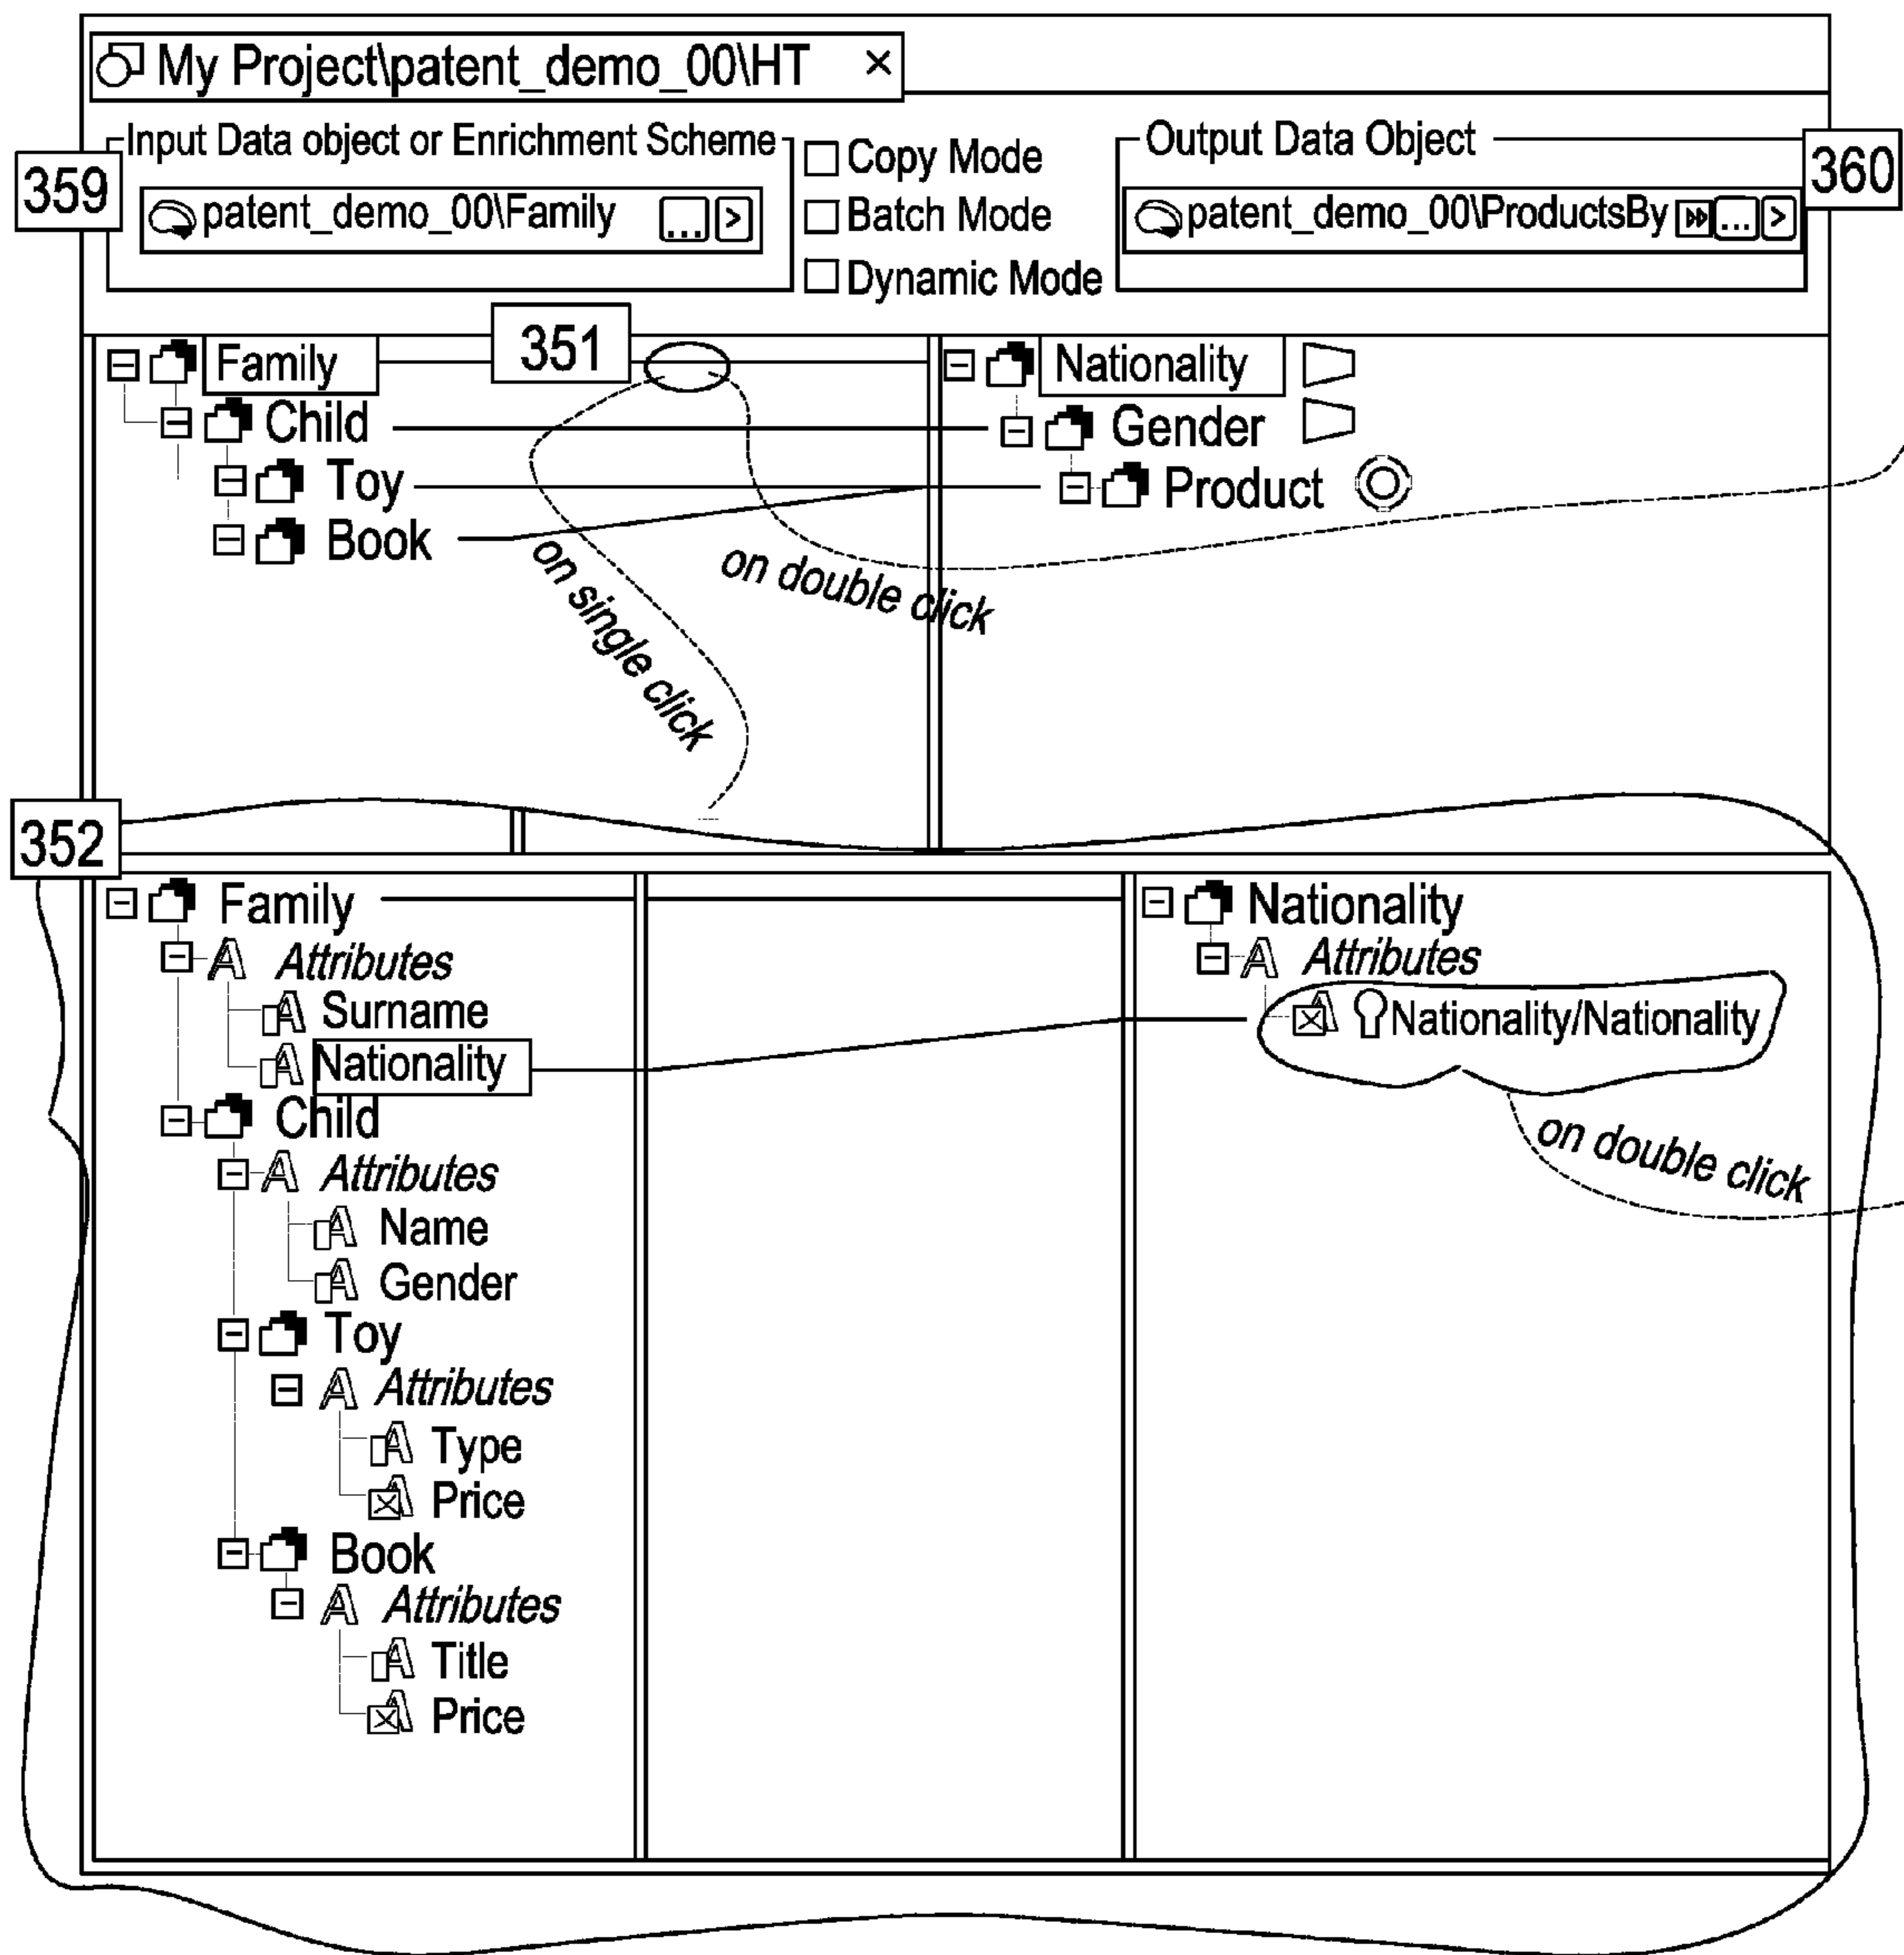 My Project\patent_demo_00\HT ×
359
Input Data object or Enrichment Scheme
patent_demo_00\Family ... >
Copy Mode
Batch Mode
Dynamic Mode
Output Data Object
360
patent_demo_00\ProductsBy ... >
351
Family
Child
Toy
Book
Nationality
Gender
Product
on single click
on double click
352
Family
A Attributes
A Surname
A Nationality
Child
A Attributes
A Name
A Gender
Toy
A Attributes
A Type
A Price
Book
A Attributes
A Title
A Price
Nationality
A Attributes
A Nationality/Nationality
on double click